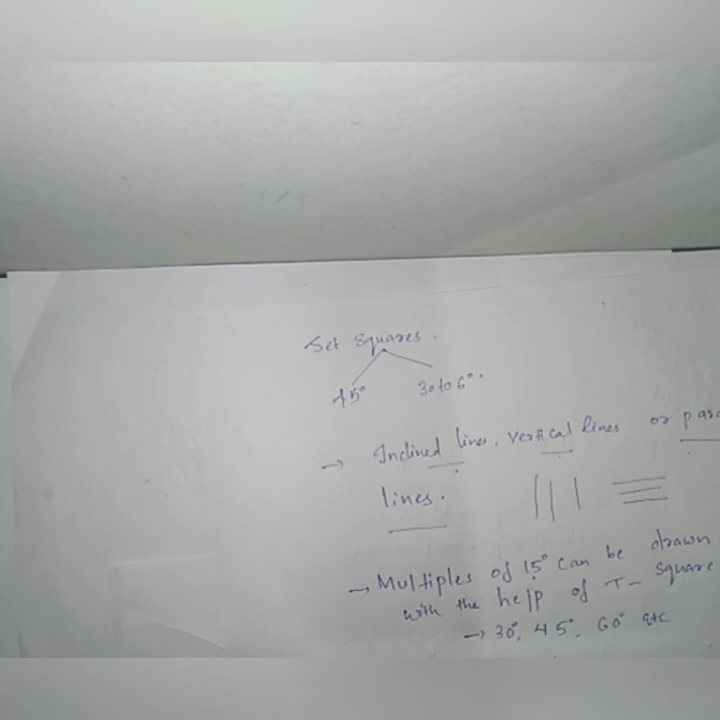 Set Squares.
45° 30to6°.
→ Inclined lines, vertical lines or para
lines.
→ Multiples of 15° can be drawn
with the help of T- Square
→ 30°, 45°, 60° etc